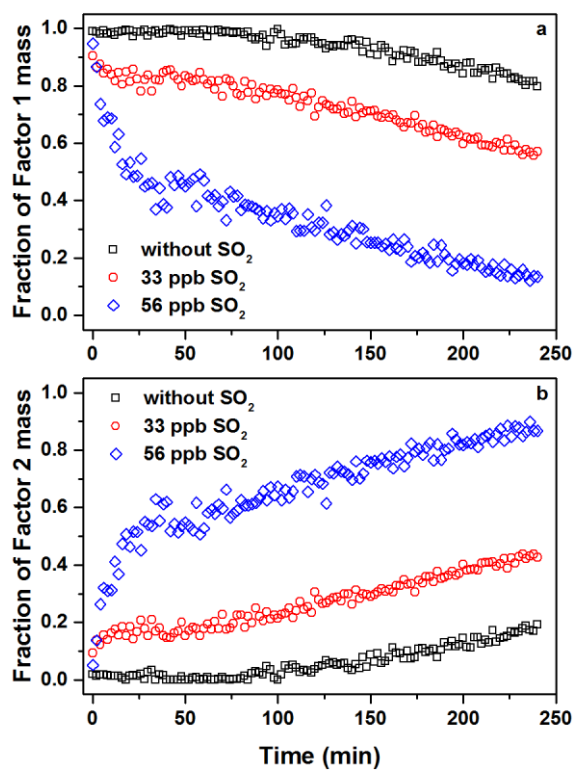 a
Fraction of Factor 1 mass
1.0
0.8
0.6
0.4
0.2
0.0
without SO₂
33 ppb SO₂
56 ppb SO₂
0 50 100 150 200 250
b
Fraction of Factor 2 mass
1.0
0.8
0.6
0.4
0.2
0.0
without SO₂
33 ppb SO₂
56 ppb SO₂
0 50 100 150 200 250
Time (min)